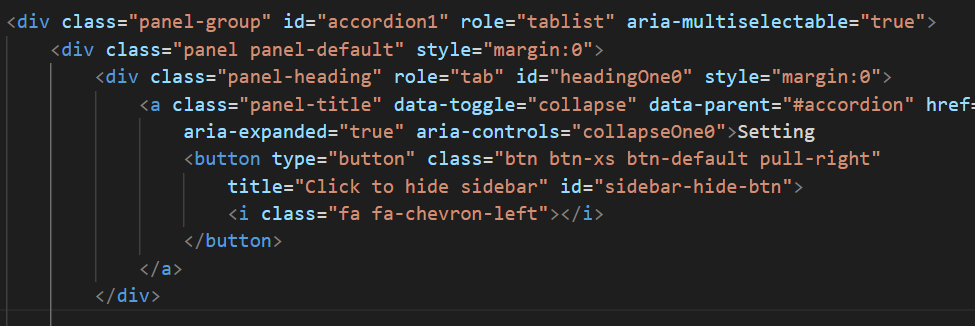 <div class="panel-group" id="accordion1" role="tablist" aria-multiselectable="true">
<div class="panel panel-default" style="margin:0">
<div class="panel-heading" role="tab" id="headingOne0" style="margin:0">
<a class="panel-title" data-toggle="collapse" data-parent="#accordion" href=
aria-expanded="true" aria-controls="collapseOne0">Setting
<button type="button" class="btn btn-xs btn-default pull-right"
title="Click to hide sidebar" id="sidebar-hide-btn">
<i class="fa fa-chevron-left"></i>
</button>
</a>
</div>